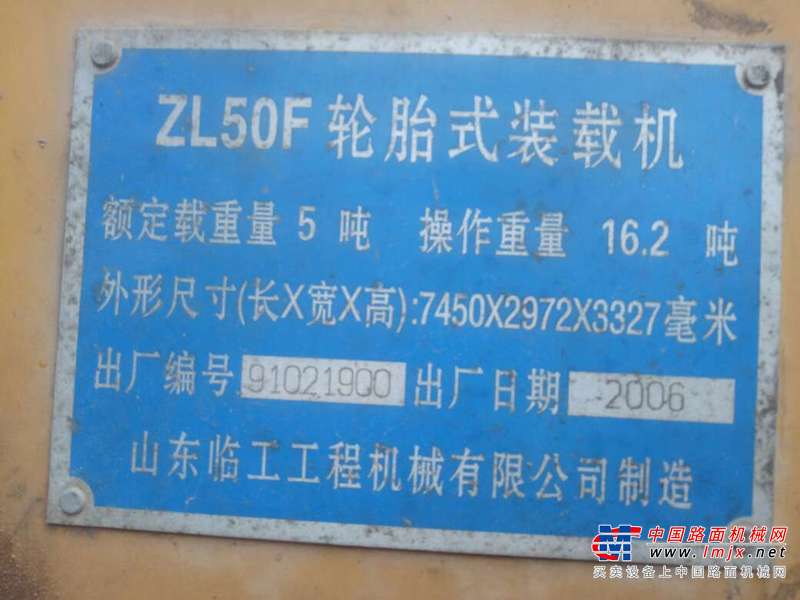 ZL50F 轮胎式装载机
额定载重量 5 吨 操作重量 16.2 吨
外形尺寸(长X宽X高):7450X2972X3327毫米
出厂编号 91021900 出厂日期 2006
山东临工工程机械有限公司制造
中国路面机械网
www.lmjx.net
买卖设备上中国路面机械网